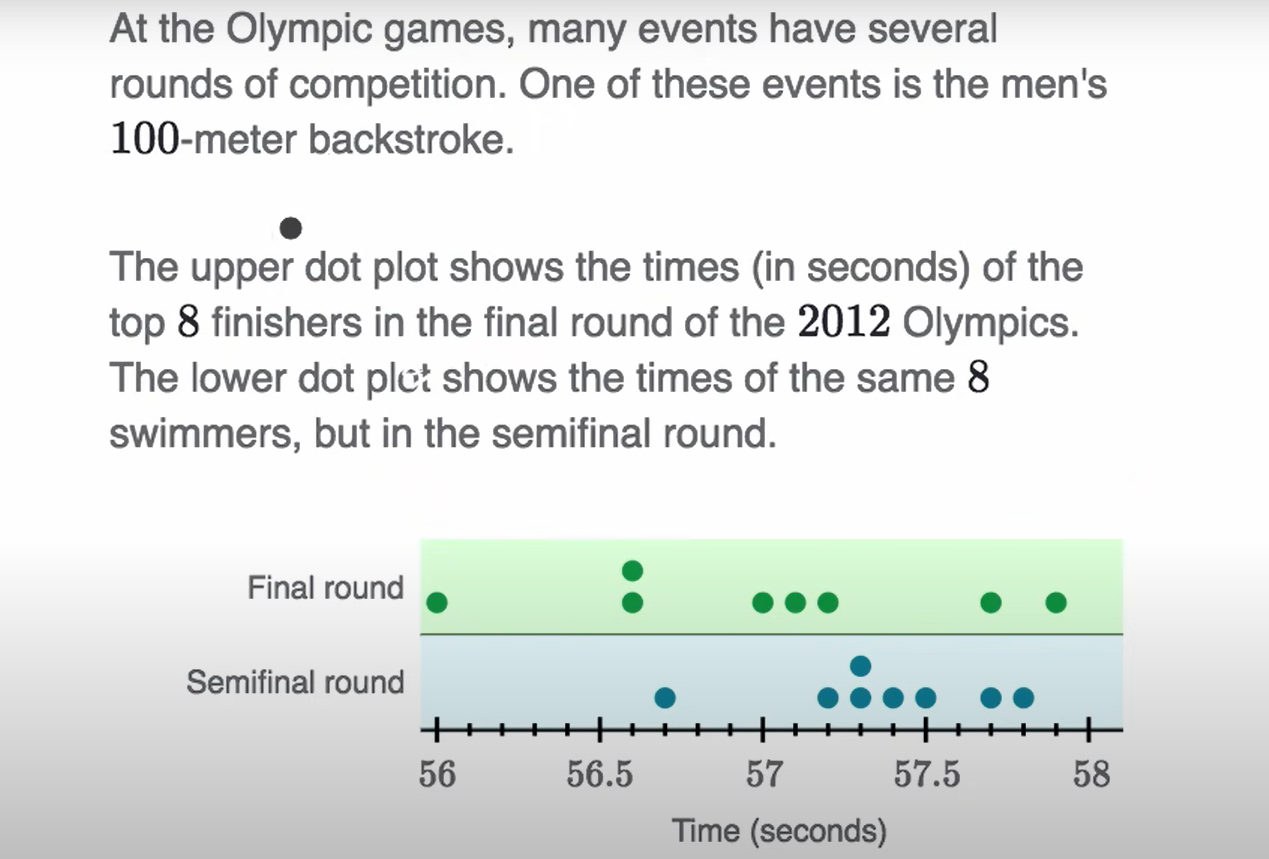 At the Olympic games, many events have several
rounds of competition. One of these events is the men's
100-meter backstroke.
The upper dot plot shows the times (in seconds) of the
top 8 finishers in the final round of the 2012 Olympics.
The lower dot plot shows the times of the same 8
swimmers, but in the semifinal round.
Final round
Semifinal round
56 56.5 57 57.5 58
Time (seconds)